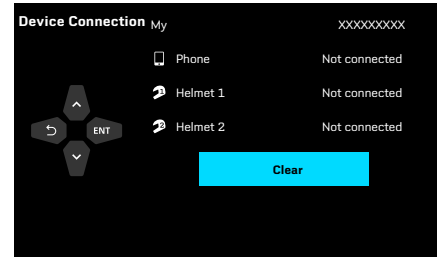 Device Connection My XXXXXXXXX
Phone Not connected
Helmet 1 Not connected
Helmet 2 Not connected
ENT
Clear